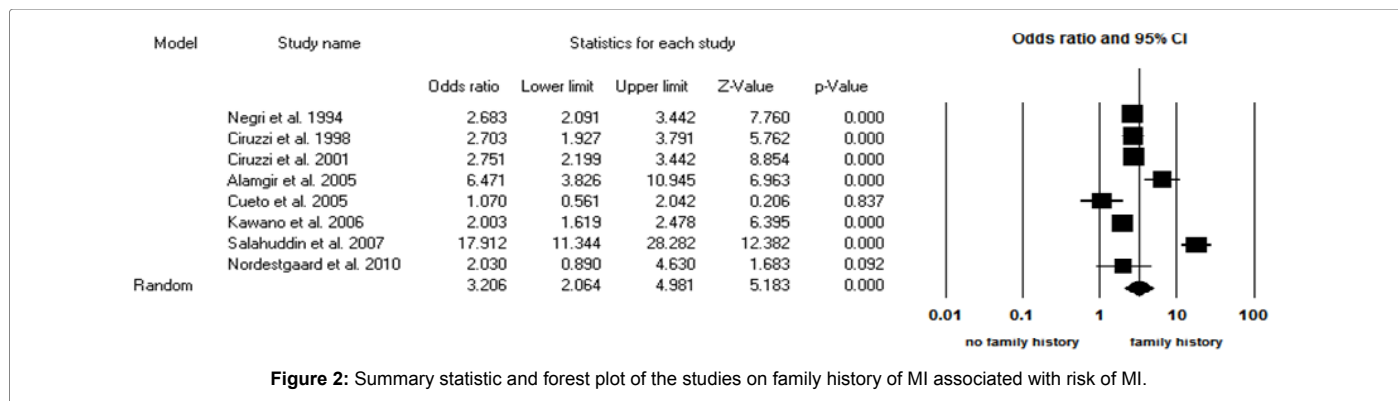 Model Study name Statistics for each study Odds ratio and 95% CI
Odds ratio Lower limit Upper limit Z-Value p-Value
Negri et al. 1994 2.683 2.091 3.442 7.760 0.000
Ciruzzi et al. 1998 2.703 1.927 3.791 5.762 0.000
Ciruzzi et al. 2001 2.751 2.199 3.442 8.854 0.000
Alamgir et al. 2005 6.471 3.826 10.945 6.963 0.000
Cueto et al. 2005 1.070 0.561 2.042 0.206 0.837
Kawano et al. 2006 2.003 1.619 2.478 6.395 0.000
Salahuddin et al. 2007 17.912 11.344 28.282 12.382 0.000
Nordestgaard et al. 2010 2.030 0.890 4.630 1.683 0.092
Random 3.206 2.064 4.981 5.183 0.000
0.01 0.1 1 10 100
no family history family history
Figure 2: Summary statistic and forest plot of the studies on family history of MI associated with risk of MI.